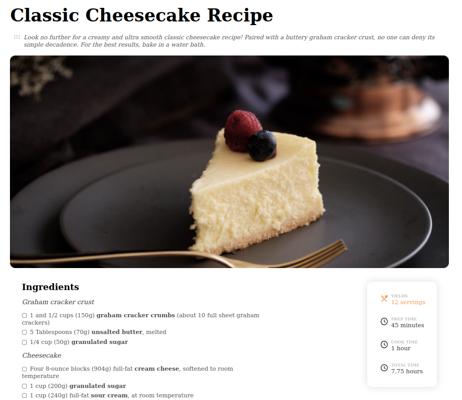 Classic Cheesecake Recipe
Look no further for a creamy and ultra smooth classic cheesecake recipe! Paired with a buttery graham cracker crust, no one can deny its
simple decadence. For the best results, bake in a water bath.
Ingredients
Graham cracker crust
1 and 1/2 cups (150g) graham cracker crumbs (about 10 full sheet graham
crackers)
5 Tablespoons (70g) unsalted butter, melted
1/4 cup (50g) granulated sugar
Cheesecake
Four 8-ounce blocks (904g) full-fat cream cheese, softened to room
temperature
1 cup (200g) granulated sugar
1 cup (240g) full-fat sour cream, at room temperature
YIELDS
12 servings
PREP TIME
45 minutes
COOK TIME
1 hour
TOTAL TIME
7.75 hours